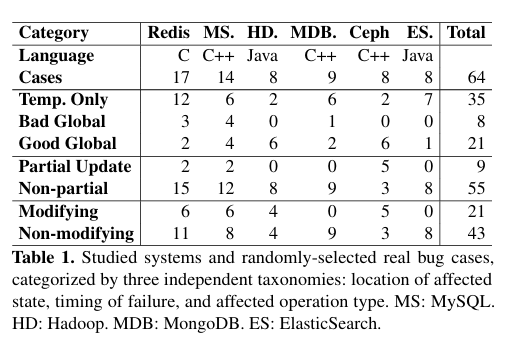 Category Redis MS. HD. MDB. Ceph ES. Total
Language C C++ Java C++ C++ Java
Cases 17 14 8 9 8 8 64
Temp. Only 12 6 2 6 2 7 35
Bad Global 3 4 0 1 0 0 8
Good Global 2 4 6 2 6 1 21
Partial Update 2 2 0 0 5 0 9
Non-partial 15 12 8 9 3 8 55
Modifying 6 6 4 0 5 0 21
Non-modifying 11 8 4 9 3 8 43
Table 1. Studied systems and randomly-selected real bug cases,
categorized by three independent taxonomies: location of affected
state, timing of failure, and affected operation type. MS: MySQL.
HD: Hadoop. MDB: MongoDB. ES: ElasticSearch.